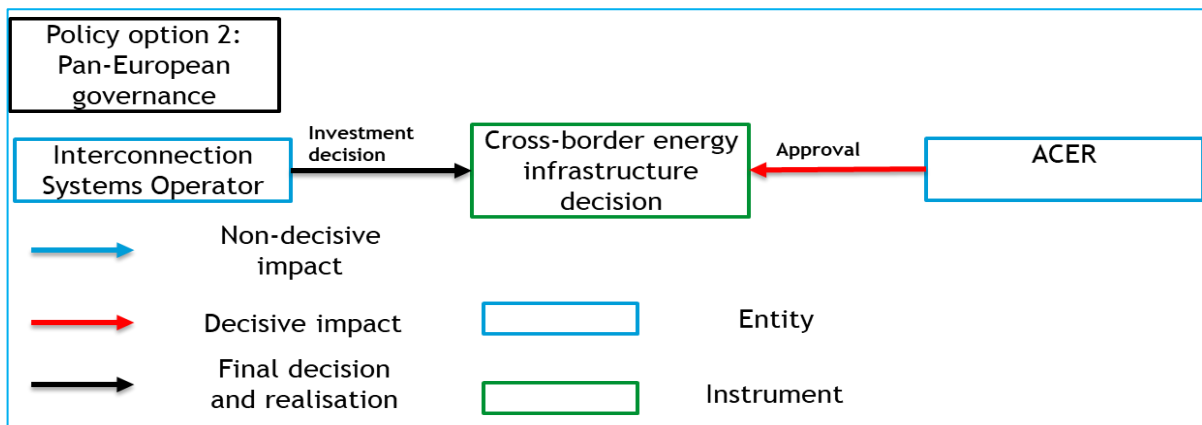 Policy option 2:
Pan-European
governance
Interconnection
Systems Operator
Investment
decision
Cross-border energy
infrastructure
decision
Approval
ACER
Non-decisive
impact
Decisive impact
Entity
Final decision
and realisation
Instrument